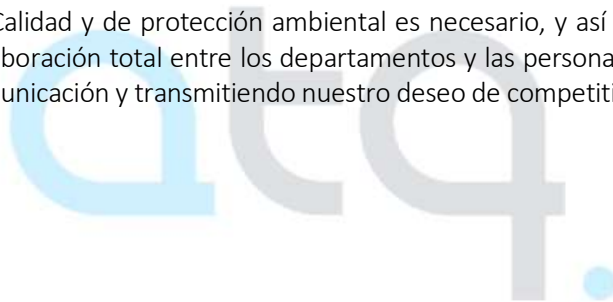 Calidad y de protección ambiental es necesario, y así
boración total entre los departamentos y las persona
unicación y transmitiendo nuestro deseo de competiti
atq.